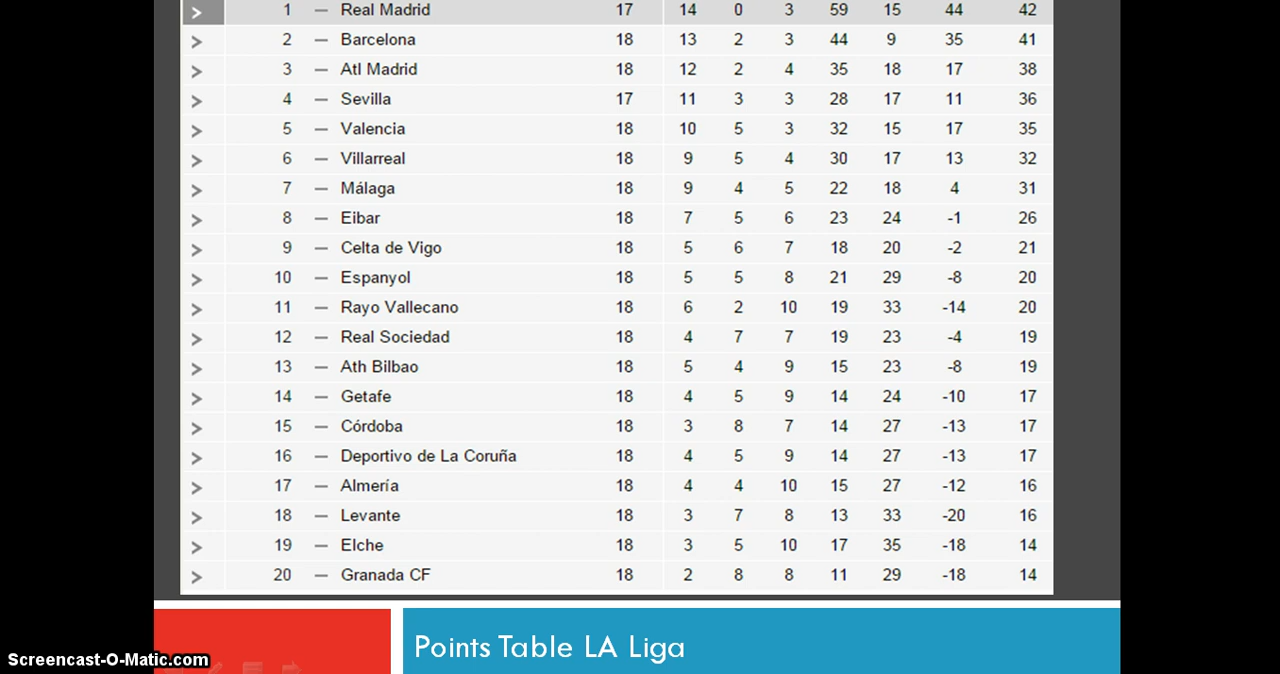 > 1 — Real Madrid 17 14 0 3 59 15 44 42
> 2 — Barcelona 18 13 2 3 44 9 35 41
> 3 — Atl Madrid 18 12 2 4 35 18 17 38
> 4 — Sevilla 17 11 3 3 28 17 11 36
> 5 — Valencia 18 10 5 3 32 15 17 35
> 6 — Villarreal 18 9 5 4 30 17 13 32
> 7 — Málaga 18 9 4 5 22 18 4 31
> 8 — Eibar 18 7 5 6 23 24 -1 26
> 9 — Celta de Vigo 18 5 6 7 18 20 -2 21
> 10 — Espanyol 18 5 5 8 21 29 -8 20
> 11 — Rayo Vallecano 18 6 2 10 19 33 -14 20
> 12 — Real Sociedad 18 4 7 7 19 23 -4 19
> 13 — Ath Bilbao 18 5 4 9 15 23 -8 19
> 14 — Getafe 18 4 5 9 14 24 -10 17
> 15 — Córdoba 18 3 8 7 14 27 -13 17
> 16 — Deportivo de La Coruña 18 4 5 9 14 27 -13 17
> 17 — Almería 18 4 4 10 15 27 -12 16
> 18 — Levante 18 3 7 8 13 33 -20 16
> 19 — Elche 18 3 5 10 17 35 -18 14
> 20 — Granada CF 18 2 8 8 11 29 -18 14
Points Table LA Liga
Screencast-O-Matic.com